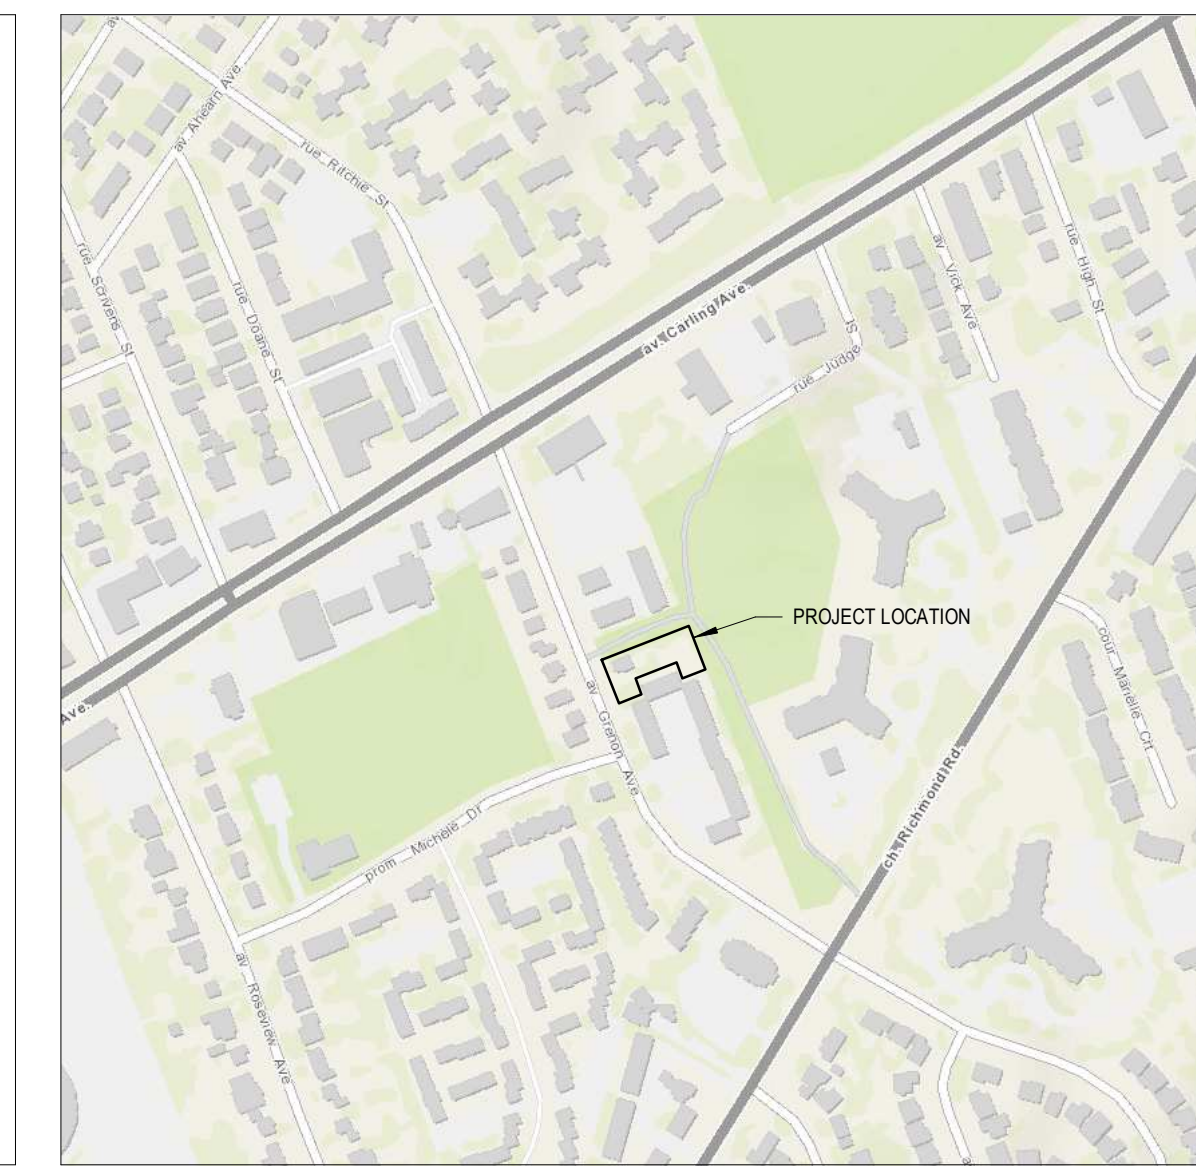 av
av. Ahearn Ave.
rue Ritchie St
rue Scrivens St
rue Doane St
av. Carling Ave.
av Vick Ave
rue High St
rue Judge St
PROJECT LOCATION
Ave.
av Grenon Ave
cour Marielle Crt
prom Michele Dr
ch. Richmond Rd.
av Roseview Ave